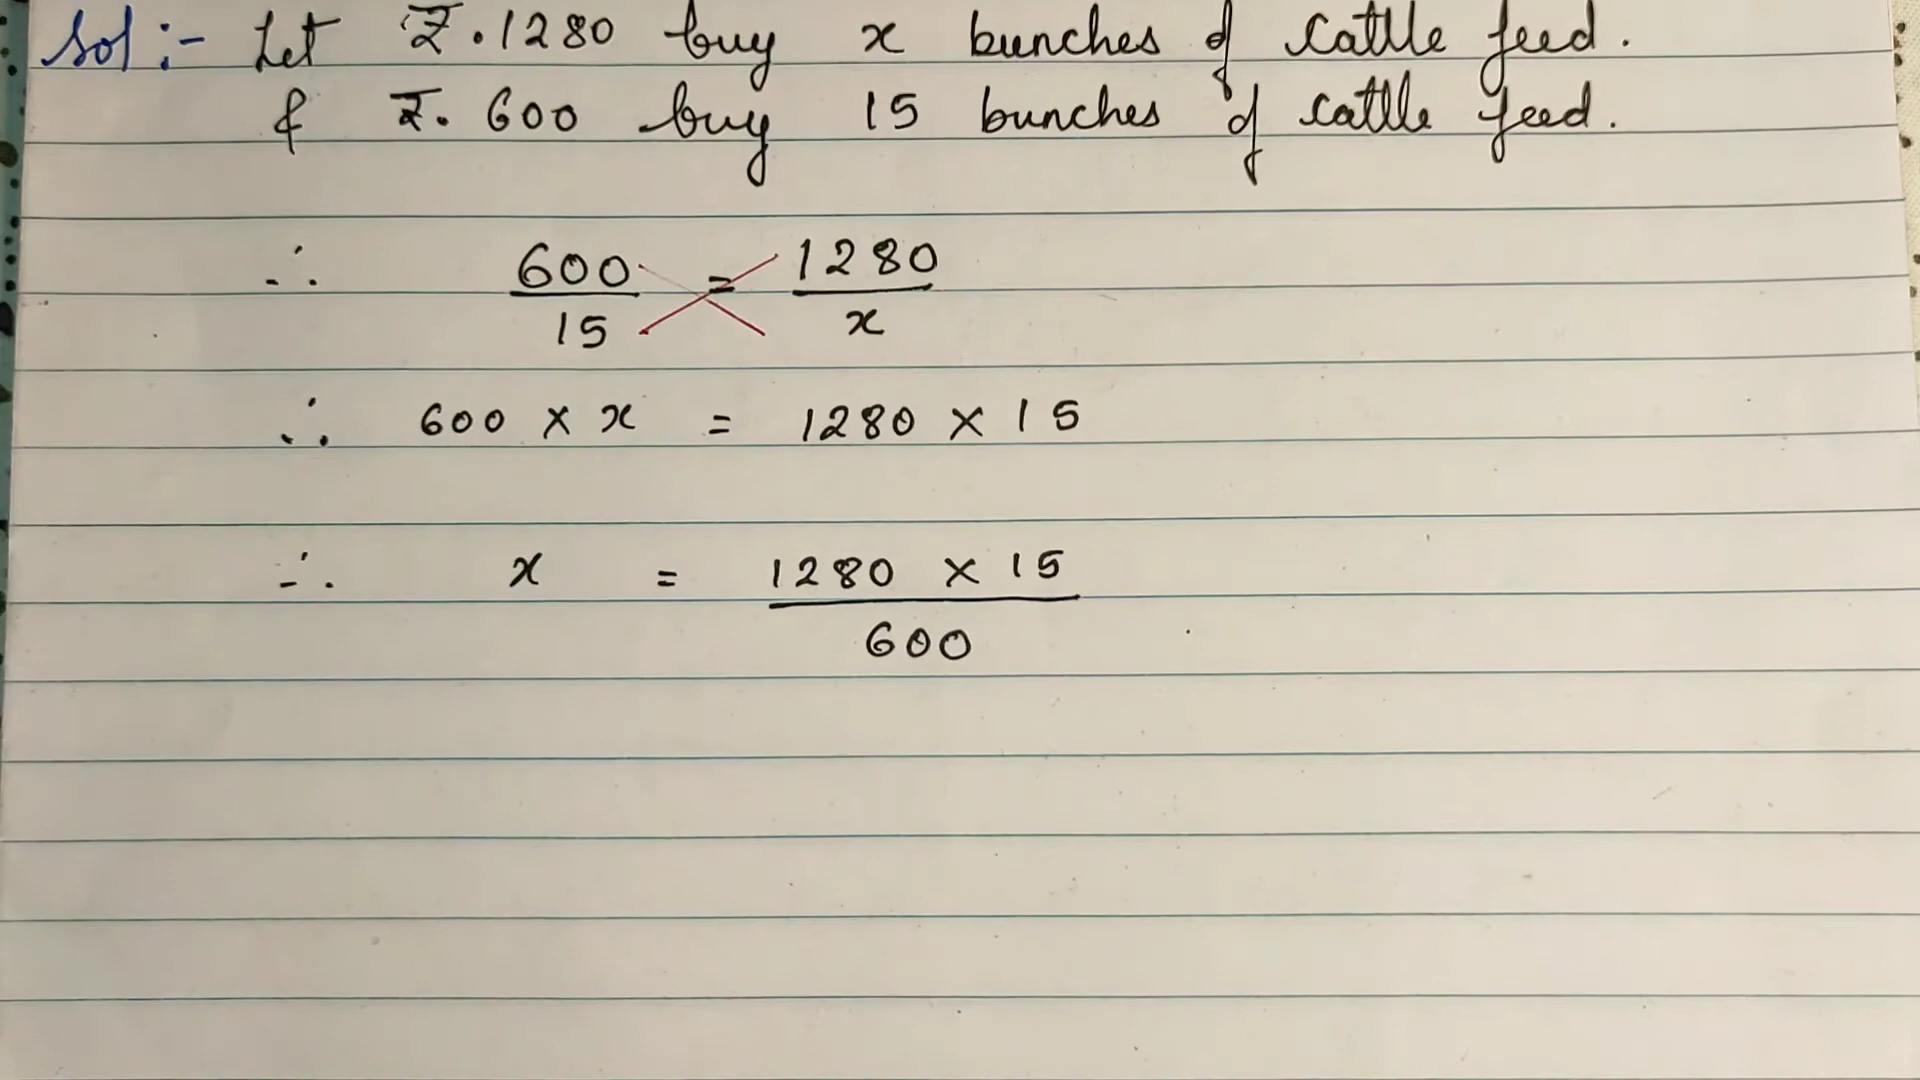 Sol :- Let ₹.1280 buy x bunches of cattle feed.
& ₹. 600 buy 15 bunches of cattle feed.
∴ 600/15 = 1280/x
∴ 600 × x = 1280 × 15
∴ x = 1280 × 15 / 600